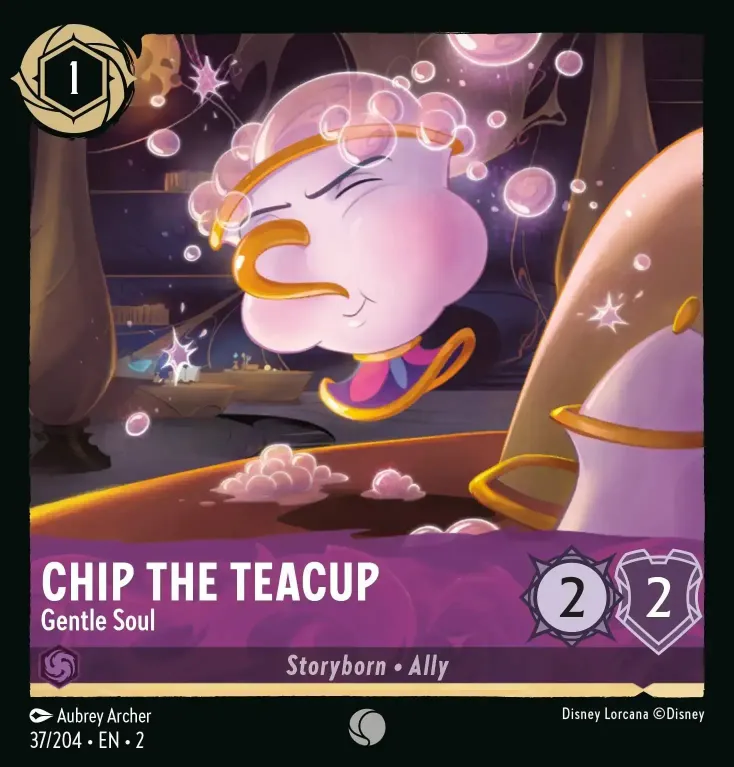 1
CHIP THE TEACUP
Gentle Soul
2
2
Storyborn • Ally
Aubrey Archer
Disney Lorcana ©Disney
37/204 • EN • 2